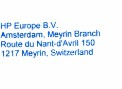 HP Europe B.V.
Amsterdam, Meyrin Branch
Route du Nant-d'Avril 150
1217 Meyrin, Switzerland